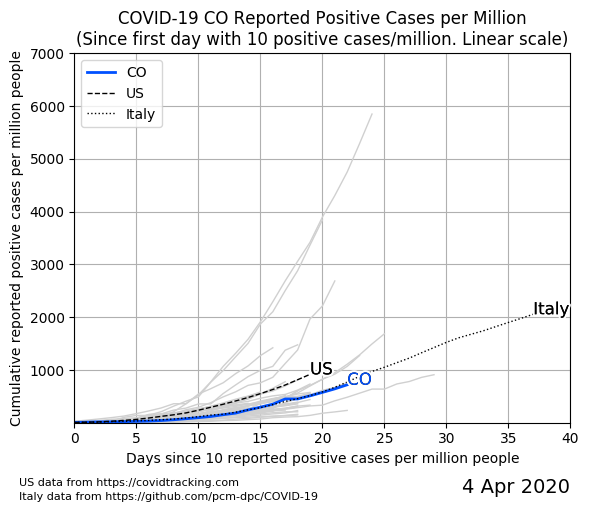 COVID-19 CO Reported Positive Cases per Million
(Since first day with 10 positive cases/million. Linear scale)
Cumulative reported positive cases per million people
7000
6000
5000
4000
3000
2000
1000
CO
US
Italy
Italy
US
CO
0
5
10
15
20
25
30
35
40
Days since 10 reported positive cases per million people
US data from https://covidtracking.com
Italy data from https://github.com/pcm-dpc/COVID-19
4 Apr 2020